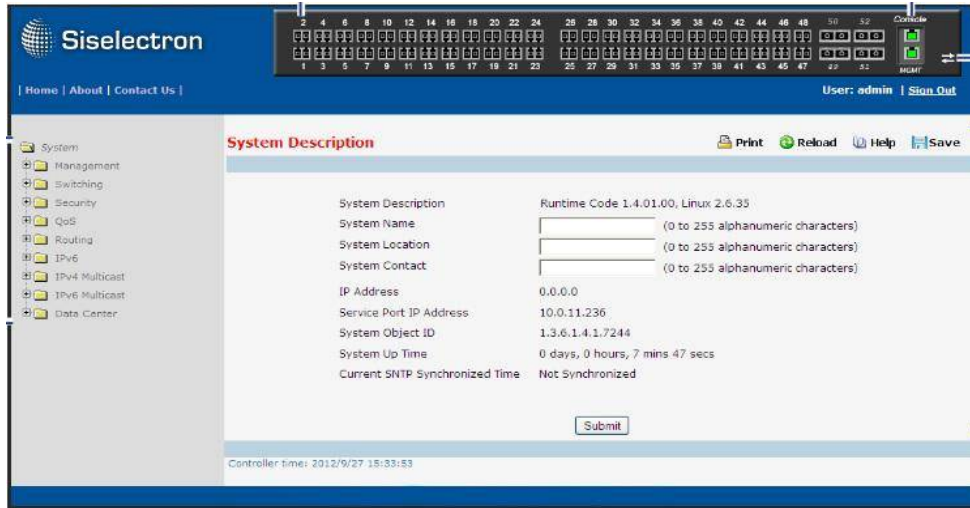 Siselectron
2 4 6 8 10 12 14 16 18 20 22 24 26 28 30 32 34 36 38 40 42 44 46 48 50 52 Console
1 3 5 7 9 11 13 15 17 19 21 23 25 27 29 31 33 35 37 39 41 43 45 47 49 51 MGMT
| Home | About | Contact Us |
User: admin | Sign Out
System
Management
Switching
Security
QoS
Routing
IPv6
IPv4 Multicast
IPv6 Multicast
Data Center
System Description
Print Reload Help Save
System Description Runtime Code 1.4.01.00, Linux 2.6.35
System Name (0 to 255 alphanumeric characters)
System Location (0 to 255 alphanumeric characters)
System Contact (0 to 255 alphanumeric characters)
IP Address 0.0.0.0
Service Port IP Address 10.0.11.236
System Object ID 1.3.6.1.4.1.7244
System Up Time 0 days, 0 hours, 7 mins 47 secs
Current SNTP Synchronized Time Not Synchronized
Submit
Controller time: 2012/9/27 15:33:53